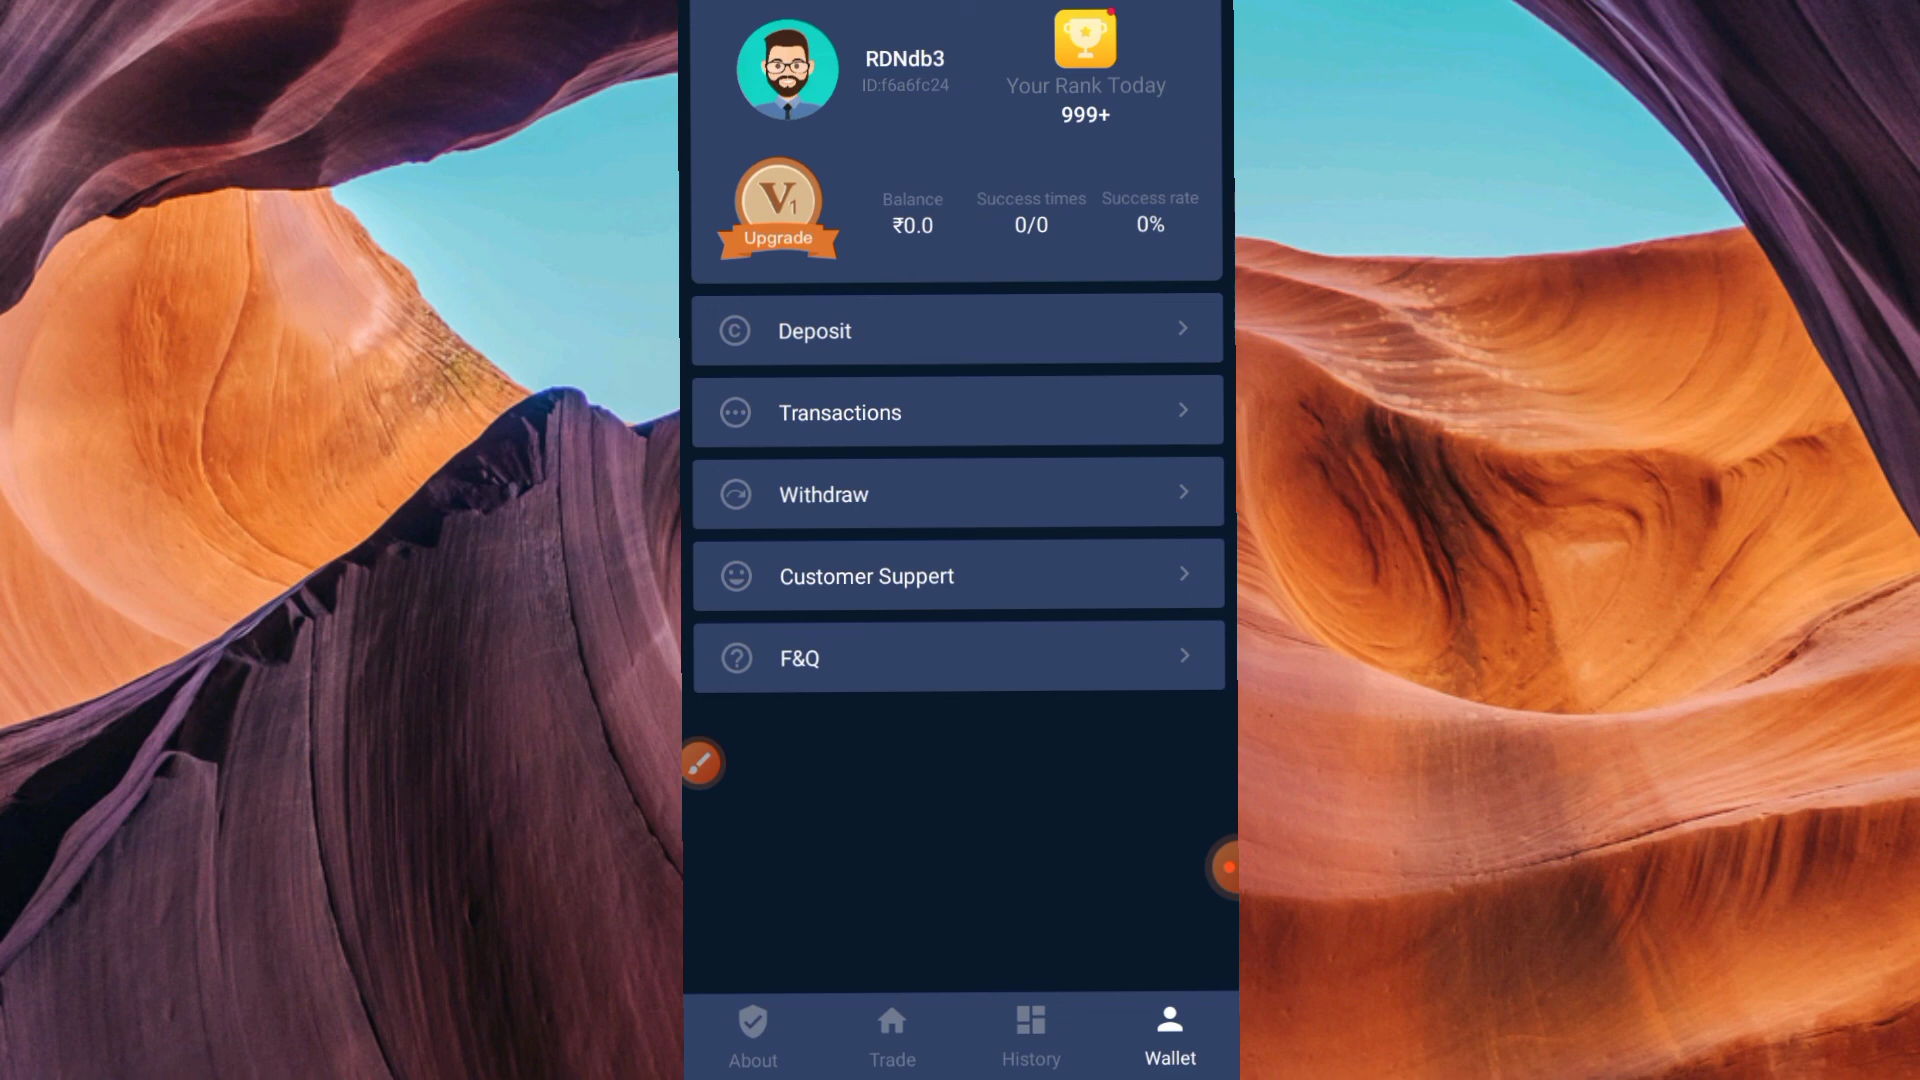 RDNdb3
ID:f6a6fc24
Your Rank Today
999+
V1
Upgrade
Balance
Success times
Success rate
₹0.0
0/0
0%
Deposit
Transactions
Withdraw
Customer Support
F&Q
About
Trade
History
Wallet